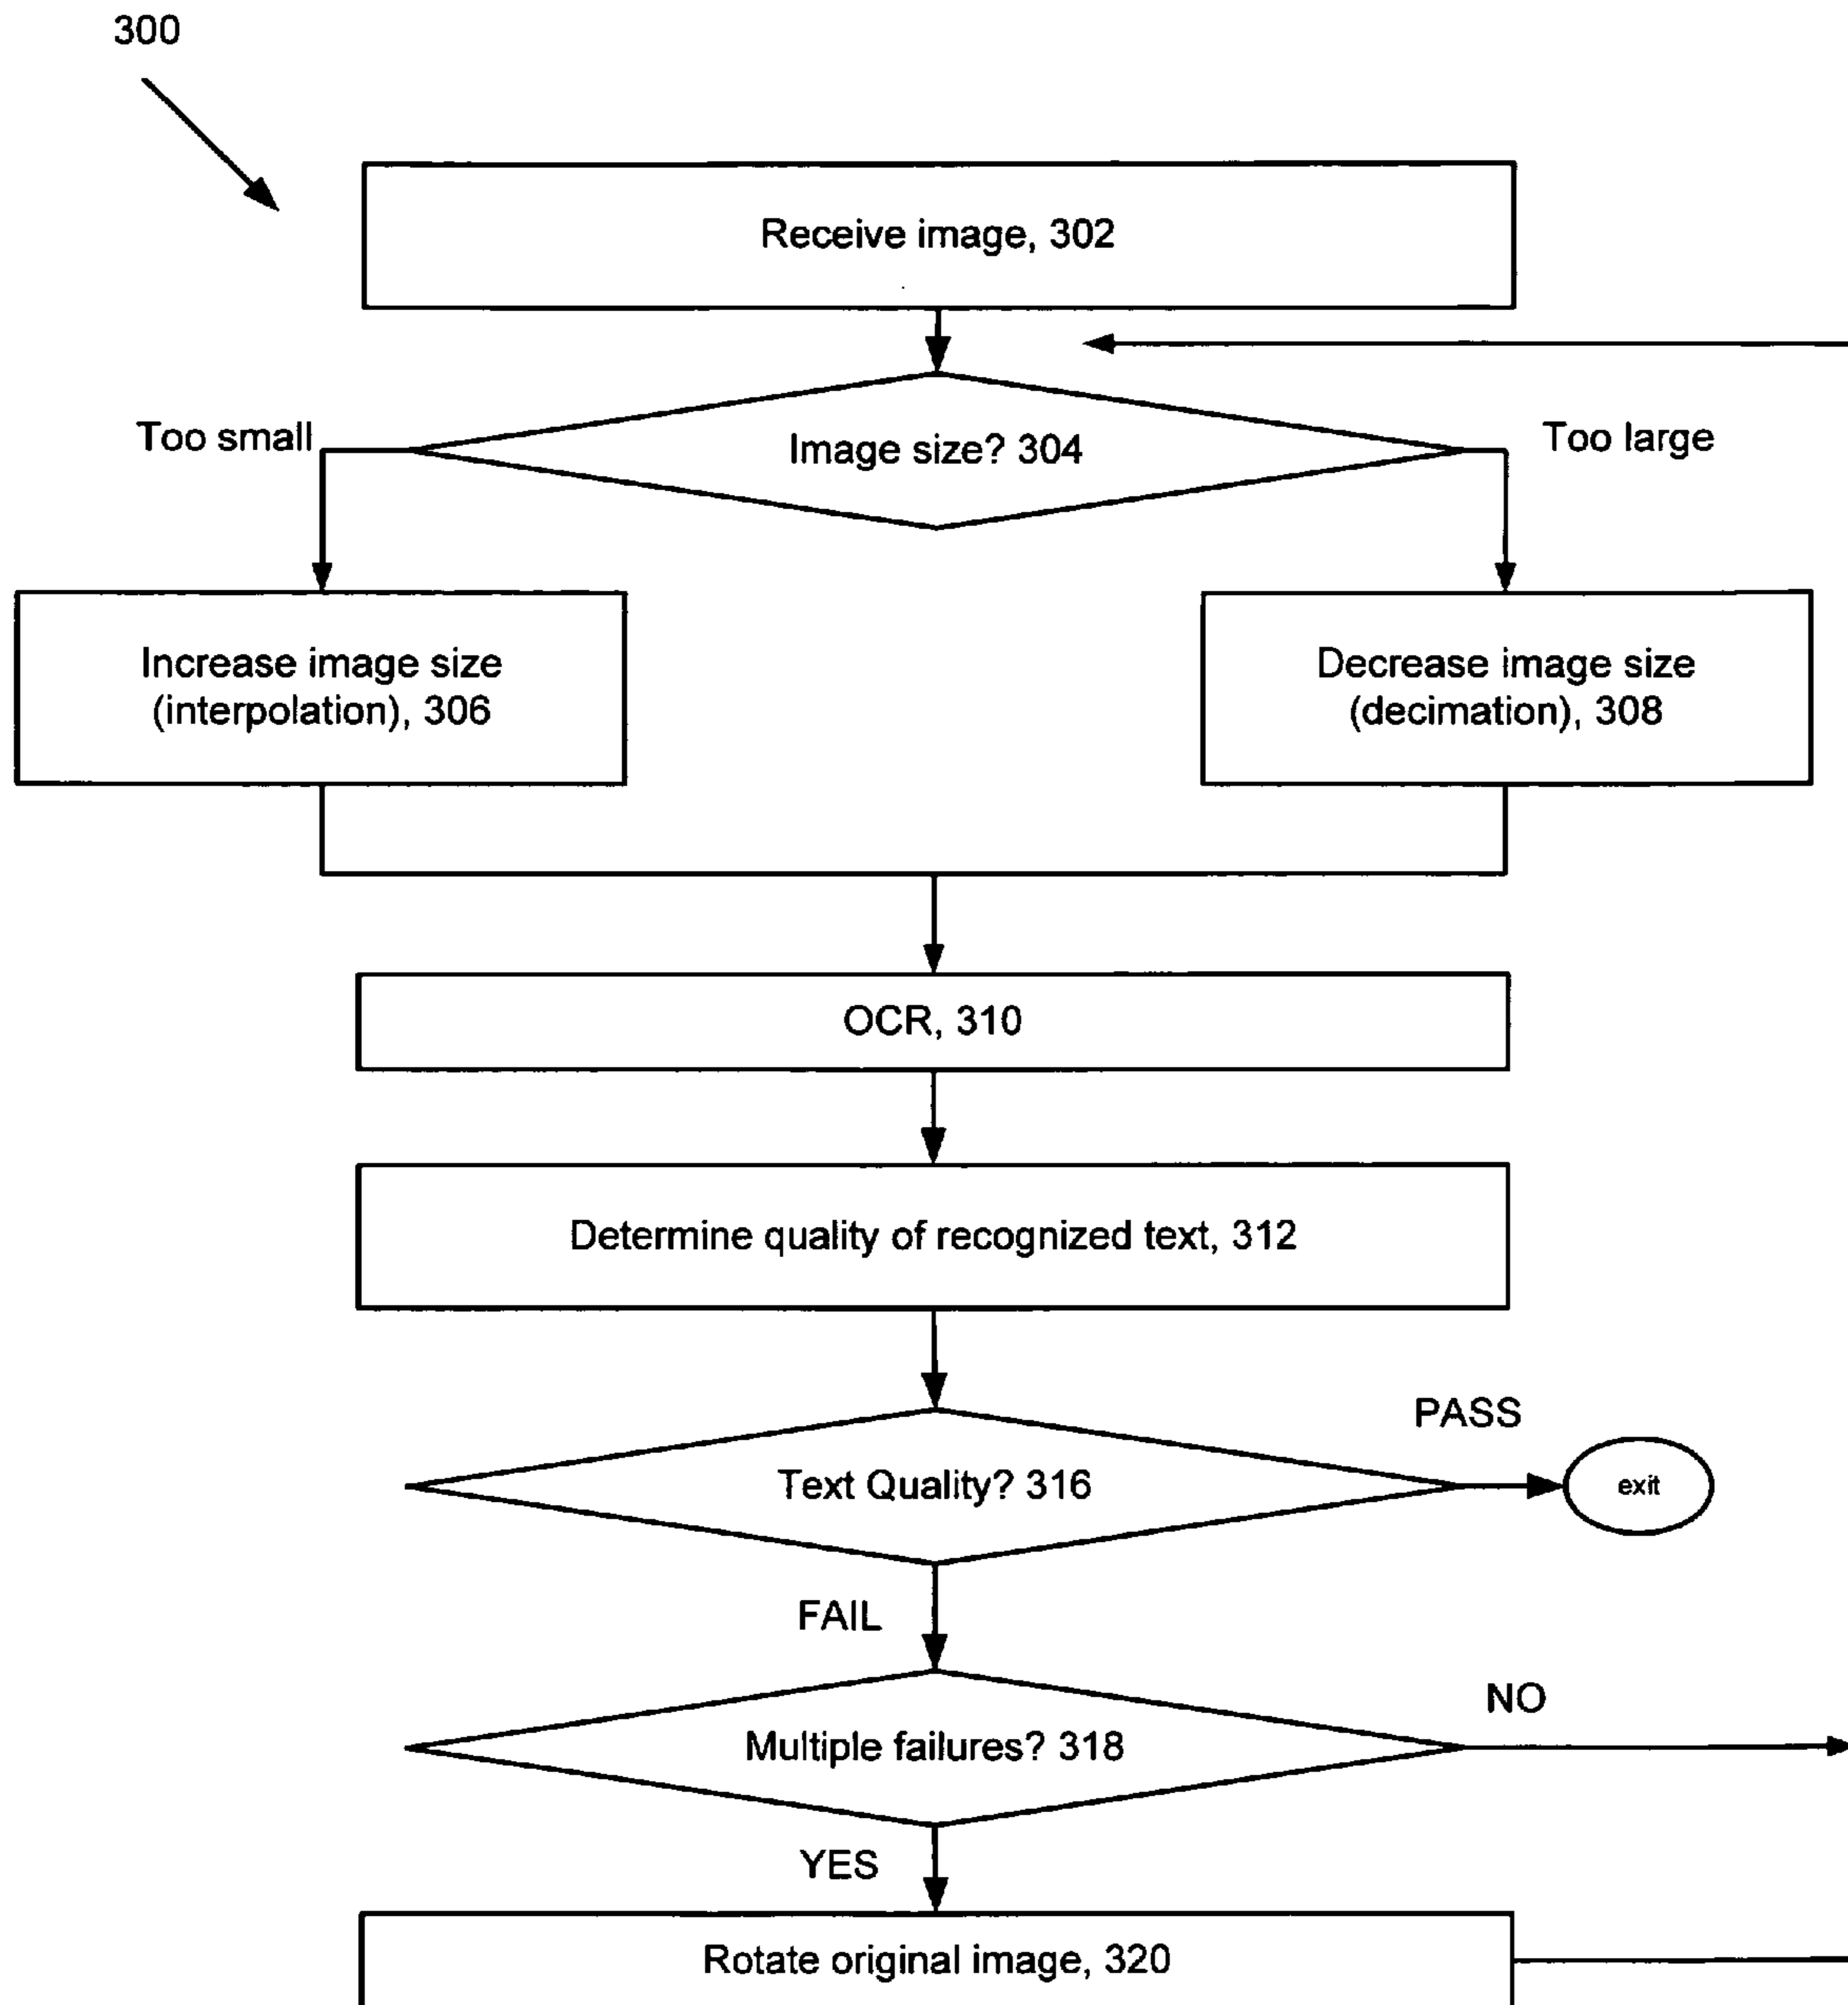 300
Receive image, 302
Too small
Image size? 304
Too large
Increase image size
(interpolation), 306
Decrease image size
(decimation), 308
OCR, 310
Determine quality of recognized text, 312
PASS
Text Quality? 316
exit
FAIL
NO
Multiple failures? 318
YES
Rotate original image, 320